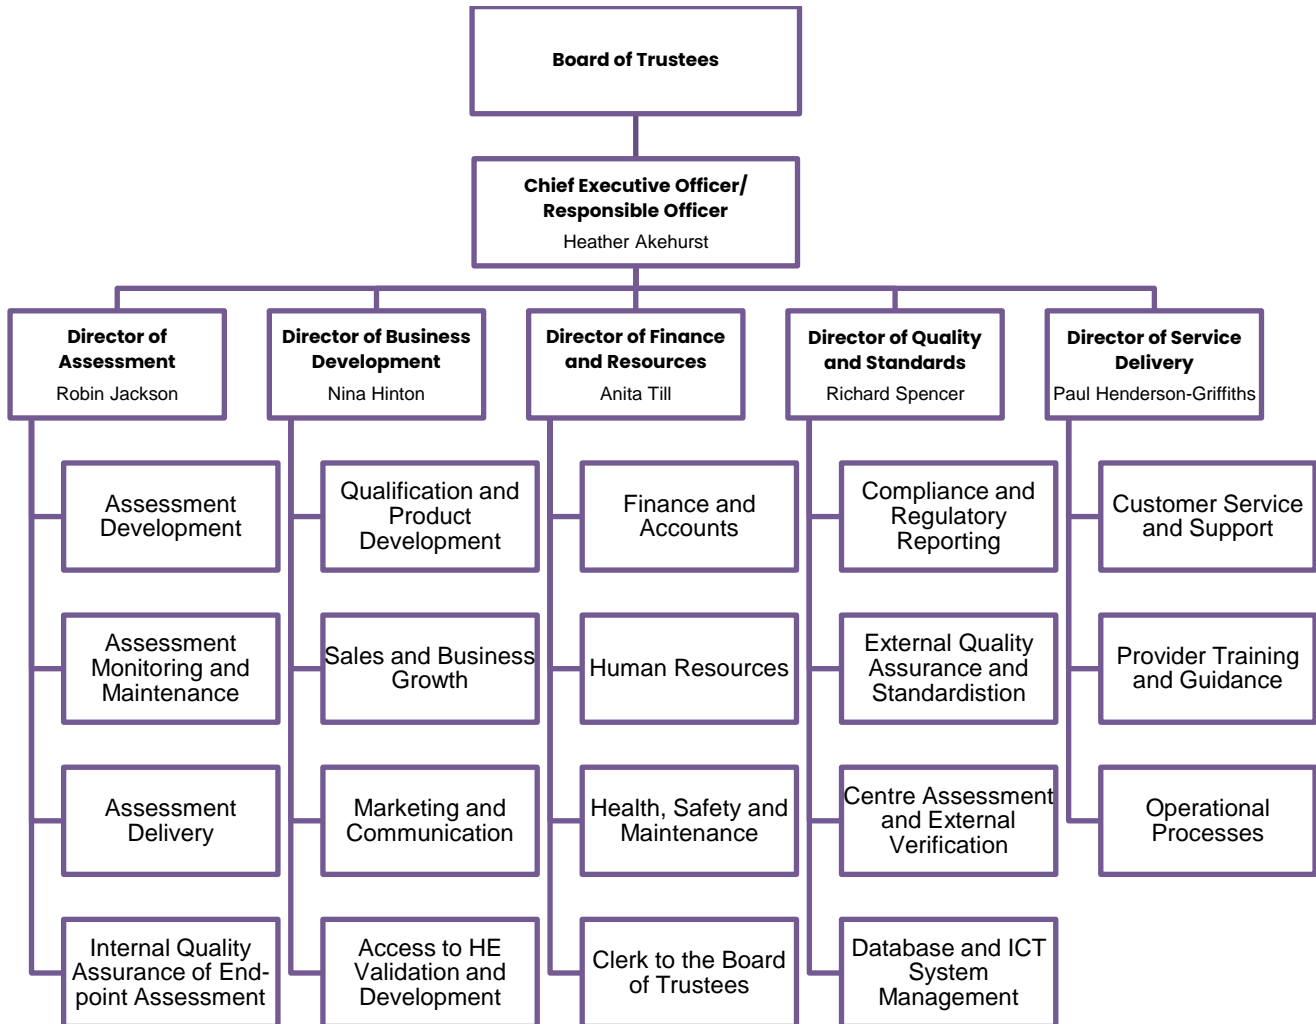 Board of Trustees
Chief Executive Officer/
Responsible Officer
Heather Akehurst
Director of
Assessment
Robin Jackson
Director of Business
Development
Nina Hinton
Director of Finance
and Resources
Anita Till
Director of Quality
and Standards
Richard Spencer
Director of Service
Delivery
Paul Henderson-Griffiths
Assessment
Development
Assessment
Monitoring and
Maintenance
Assessment
Delivery
Internal Quality
Assurance of End-
point Assessment
Qualification and
Product
Development
Sales and Business
Growth
Marketing and
Communication
Access to HE
Validation and
Development
Finance and
Accounts
Human Resources
Health, Safety and
Maintenance
Clerk to the Board
of Trustees
Compliance and
Regulatory
Reporting
External Quality
Assurance and
Standardistion
Centre Assessment
and External
Verification
Database and ICT
System
Management
Customer Service
and Support
Provider Training
and Guidance
Operational
Processes